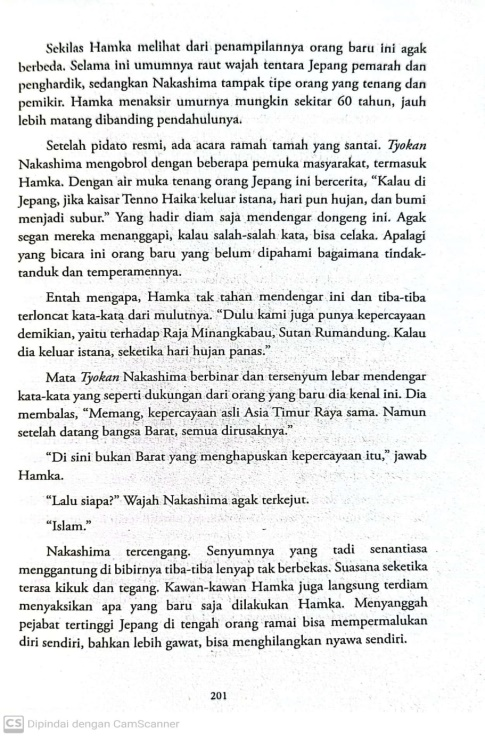 Sekilas Hamka melihat dari penampilannya orang baru ini agak
berbeda. Selama ini umumnya raut wajah tentara Jepang pemarah dan
penghardik, sedangkan Nakashima tampak tipe orang yang tenang dan
pemikir. Hamka menaksir umurnya mungkin sekitar 60 tahun, jauh
lebih matang dibanding pendahulunya.
Setelah pidato resmi, ada acara ramah tamah yang santai. Tyokan
Nakashima mengobrol dengan beberapa pemuka masyarakat, termasuk
Hamka. Dengan air muka tenang orang Jepang ini bercerita, “Kalau di
Jepang, jika kaisar Tenno Haika keluar istana, hari pun hujan, dan bumi
menjadi subur.” Yang hadir diam saja mendengar dongeng ini. Agak
segan mereka menanggapi, kalau salah-salah kata, bisa celaka. Apalagi
yang bicara ini orang baru yang belum dipahami bagaimana tindak-
tanduk dan temperamennya.
Entah mengapa, Hamka tak tahan mendengar ini dan tiba-tiba
terloncat kata-kata dari mulutnya. “Dulu kami juga punya kepercayaan
demikian, yaitu terhadap Raja Minangkabau, Sutan Rumandung. Kalau
dia keluar istana, seketika hari hujan panas.”
Mata Tyokan Nakashima berbinar dan tersenyum lebar mendengar
kata-kata yang seperti dukungan dari orang yang baru dia kenal ini. Dia
membalas, “Memang, kepercayaan asli Asia Timur Raya sama. Namun
setelah datang bangsa Barat, semua dirusaknya.”
“Di sini bukan Barat yang menghapuskan kepercayaan itu,” jawab
Hamka.
“Lalu siapa?” Wajah Nakashima agak terkejut.
“Islam.”
Nakashima tercengang. Senyumnya yang tadi senantiasa
menggantung di bibirnya tiba-tiba lenyap tak berbekas. Suasana seketika
terasa kikuk dan tegang. Kawan-kawan Hamka juga langsung terdiam
menyaksikan apa yang baru saja dilakukan Hamka. Menyanggah
pejabat tertinggi Jepang di tengah orang ramai bisa mempermalukan
diri sendiri, bahkan lebih gawat, bisa menghilangkan nyawa sendiri.
201
CS Dipindai dengan CamScanner